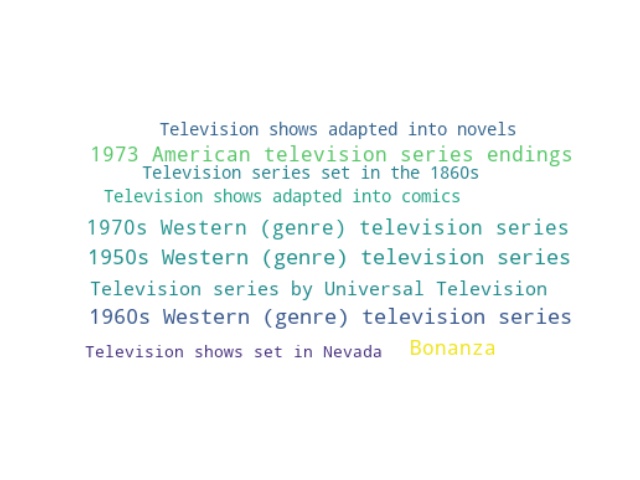 Television shows adapted into novels
1973 American television series endings
Television series set in the 1860s
Television shows adapted into comics
1970s Western (genre) television series
1950s Western (genre) television series
Television series by Universal Television
1960s Western (genre) television series
Television shows set in Nevada Bonanza